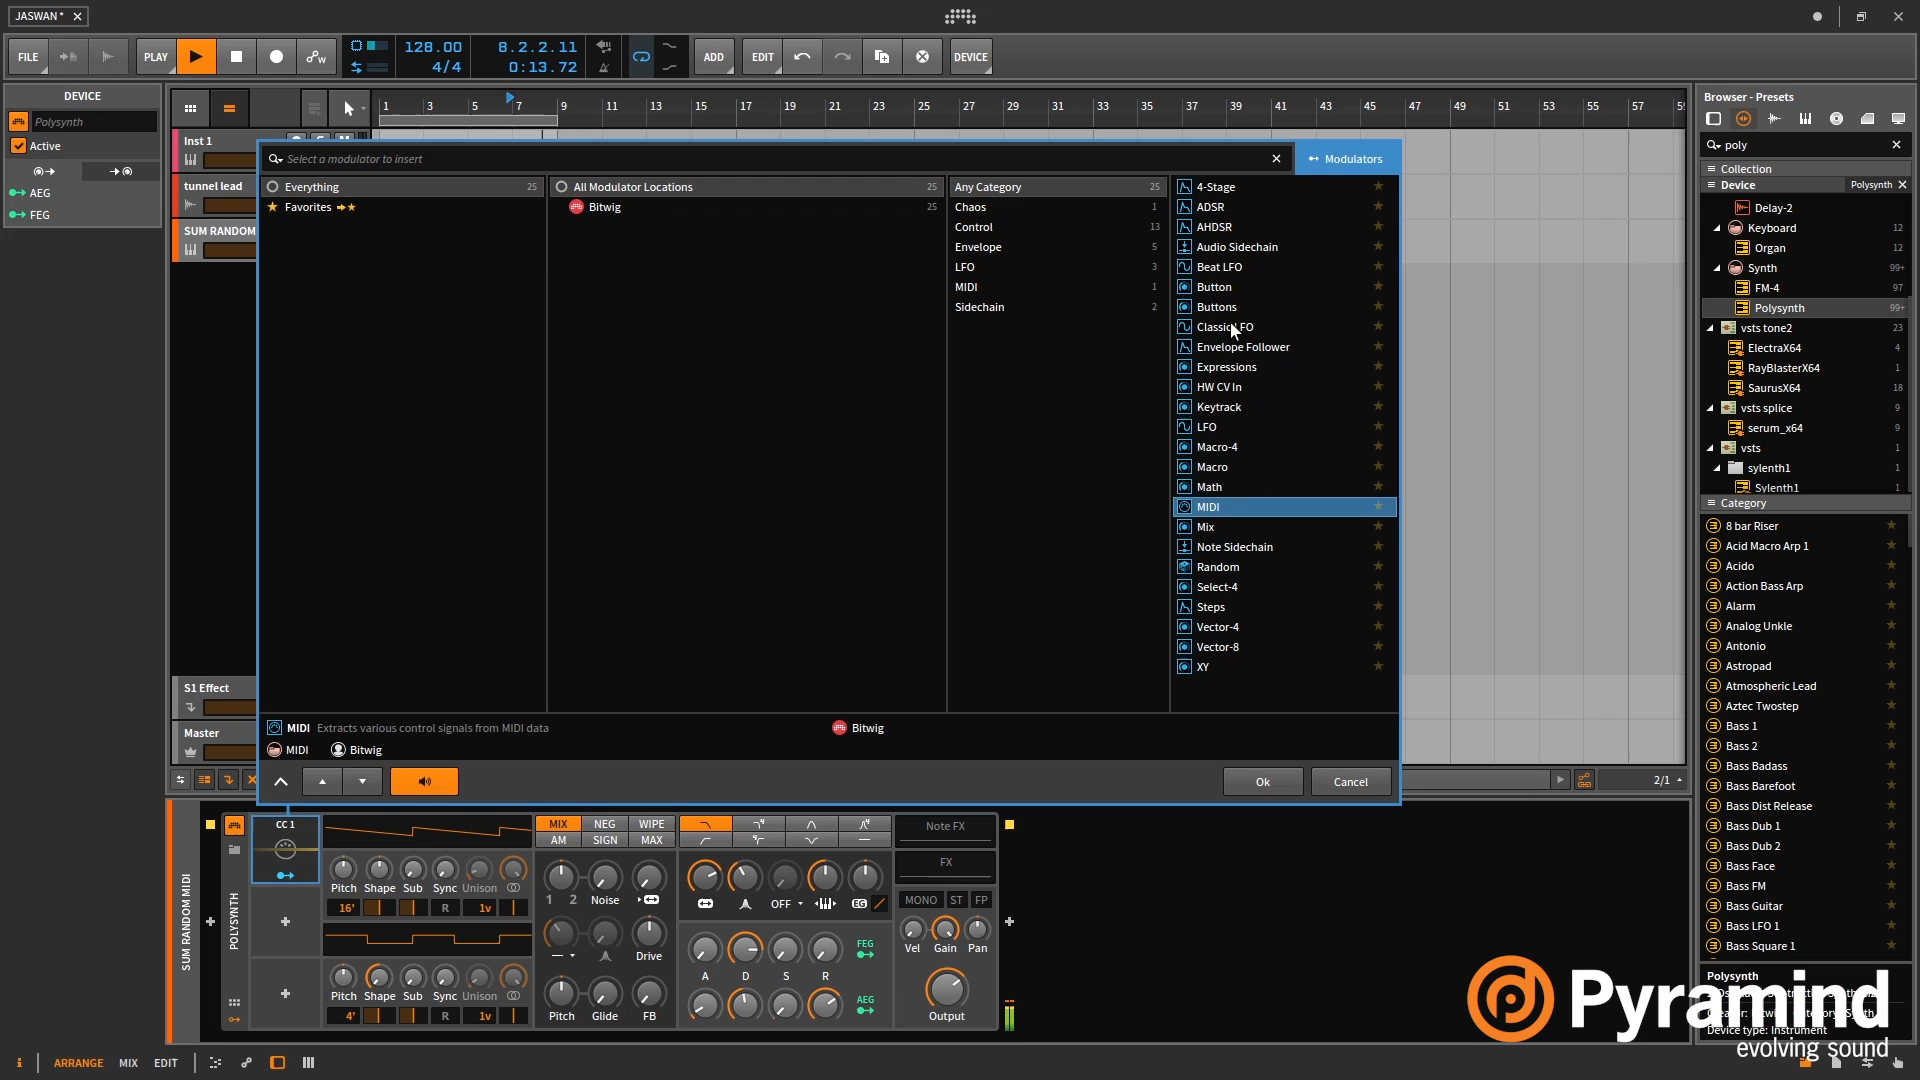 JASWAN *
FILE
PLAY
128.00
4/4
8.2.2.11
0:13.72
ADD
EDIT
DEVICE
DEVICE
Polysynth
Active
AEG
FEG
1 3 5 7 9 11 13 15 17 19 21 23 25 27 29 31 33 35 37 39 41 43 45 47 49 51 53 55 57
Inst 1
tunnel lead
SUM RANDOM
S1 Effect
Master
Select a modulator to insert
Modulators
Everything 25
Favorites
All Modulator Locations 25
Bitwig 25
Any Category 25
Chaos 1
Control 13
Envelope 5
LFO 3
MIDI 1
Sidechain 2
4-Stage
ADSR
AHDSR
Audio Sidechain
Beat LFO
Button
Buttons
Classic LFO
Envelope Follower
Expressions
HW CV In
Keytrack
LFO
Macro-4
Macro
Math
MIDI
Mix
Note Sidechain
Random
Select-4
Steps
Vector-4
Vector-8
XY
MIDI Extracts various control signals from MIDI data
Bitwig
MIDI Bitwig
Ok
Cancel
2/1
Browser - Presets
poly
Collection
Device Polysynth
Delay-2
Keyboard 12
Organ 12
Synth 99+
FM-4 97
Polysynth 99+
vsts tone2 23
ElectraX64 4
RayBlasterX64 1
SaurusX64 18
vsts splice 9
serum_x64 9
vsts 1
sylenth1 1
Sylenth1 1
Category
8 bar Riser
Acid Macro Arp 1
Acido
Action Bass Arp
Alarm
Analog Unkle
Antonio
Astropad
Atmospheric Lead
Aztec Twostep
Bass 1
Bass 2
Bass Badass
Bass Barefoot
Bass Dist Release
Bass Dub 1
Bass Dub 2
Bass Face
Bass FM
Bass Guitar
Bass LFO 1
Bass Square 1
Polysynth
Device type: Instrument
Pyramind
evolving sound
SUM RANDOM MIDI
POLYSYNTH
CC 1
Pitch Shape Sub Sync Unison
16' R 1v
Pitch Shape Sub Sync Unison
4' R 1v
MIX NEG WIPE
AM SIGN MAX
1 2 Noise
Drive
Pitch Glide FB
OFF EG
A D S R
FEG
AEG
Note FX
FX
MONO ST FP
Vel Gain Pan
Output
i ARRANGE MIX EDIT